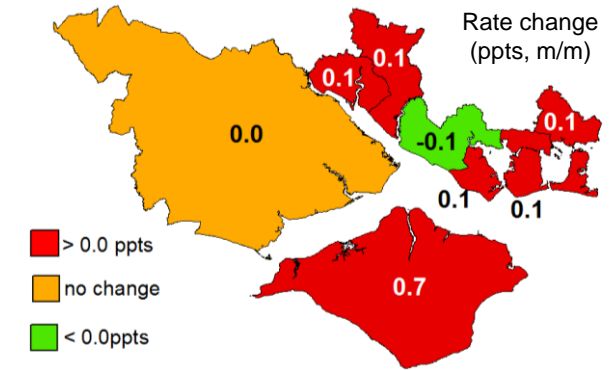 Rate change
(ppts, m/m)
0.1
0.1
0.1
0.0
-0.1
0.1
0.1
0.7
> 0.0 ppts
no change
< 0.0ppts